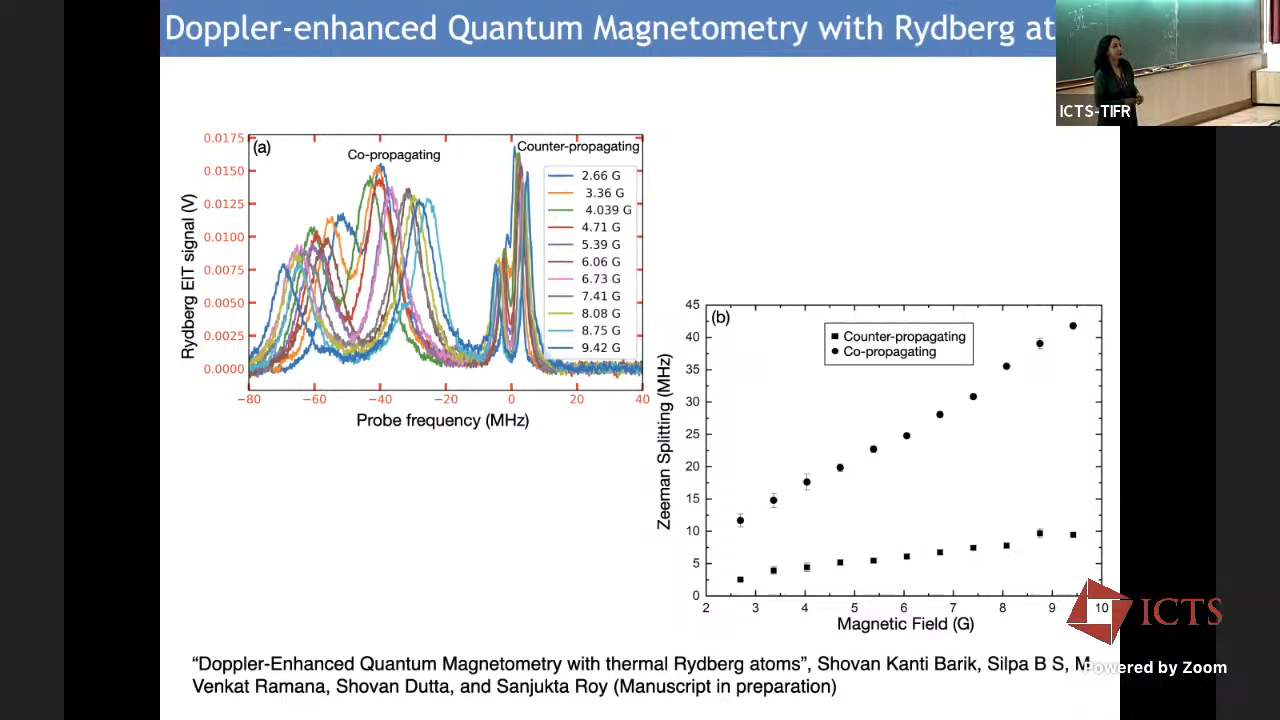 Doppler-enhanced Quantum Magnetometry with Rydberg at
ICTS-TIFR
(a)
Co-propagating
Counter-propagating
Rydberg EIT signal (V)
0.0175
0.0150
0.0125
0.0100
0.0075
0.0050
0.0025
0.0000
2.66 G
3.36 G
4.039 G
4.71 G
5.39 G
6.06 G
6.73 G
7.41 G
8.08 G
8.75 G
9.42 G
−80 −60 −40 −20 0 20 40
Probe frequency (MHz)
(b)
Counter-propagating
Co-propagating
Zeeman Splitting (MHz)
45
40
35
30
25
20
15
10
5
0
2 3 4 5 6 7 8 9 10
Magnetic Field (G)
ICTS
"Doppler-Enhanced Quantum Magnetometry with thermal Rydberg atoms", Shovan Kanti Barik, Silpa B S, M
Venkat Ramana, Shovan Dutta, and Sanjukta Roy (Manuscript in preparation)
Powered by Zoom